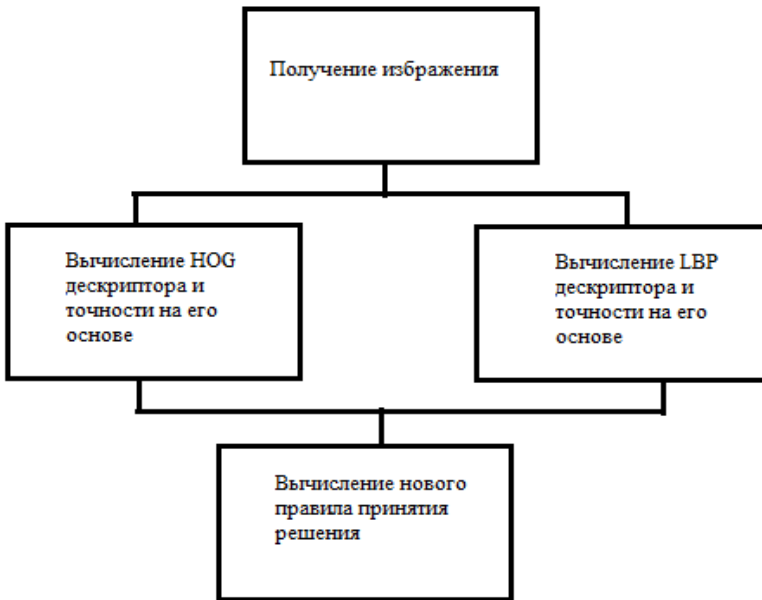 Получение избражения
Вычисление HOG
дескриптора и
точности на его
основе
Вычисление LBP
дескриптора и
точности на его
основе
Вычисление нового
правила принятия
решения